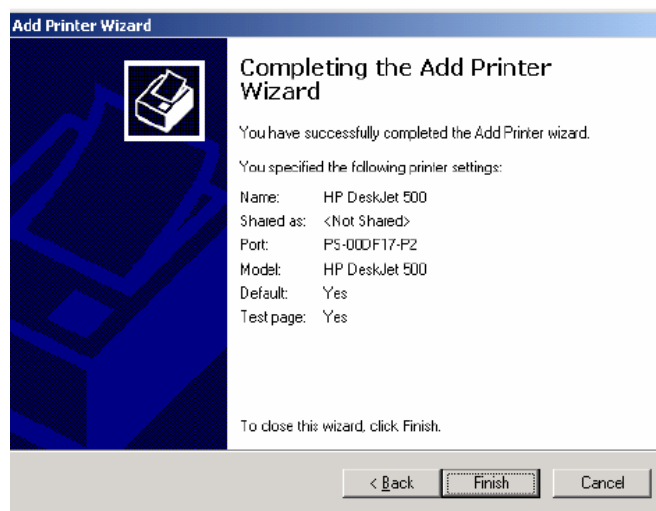 Add Printer Wizard
Completing the Add Printer
Wizard
You have successfully completed the Add Printer wizard.
You specified the following printer settings:
Name: HP DeskJet 500
Shared as: <Not Shared>
Port: PS-00DF17-P2
Model: HP DeskJet 500
Default: Yes
Test page: Yes
To close this wizard, click Finish.
< Back Finish Cancel